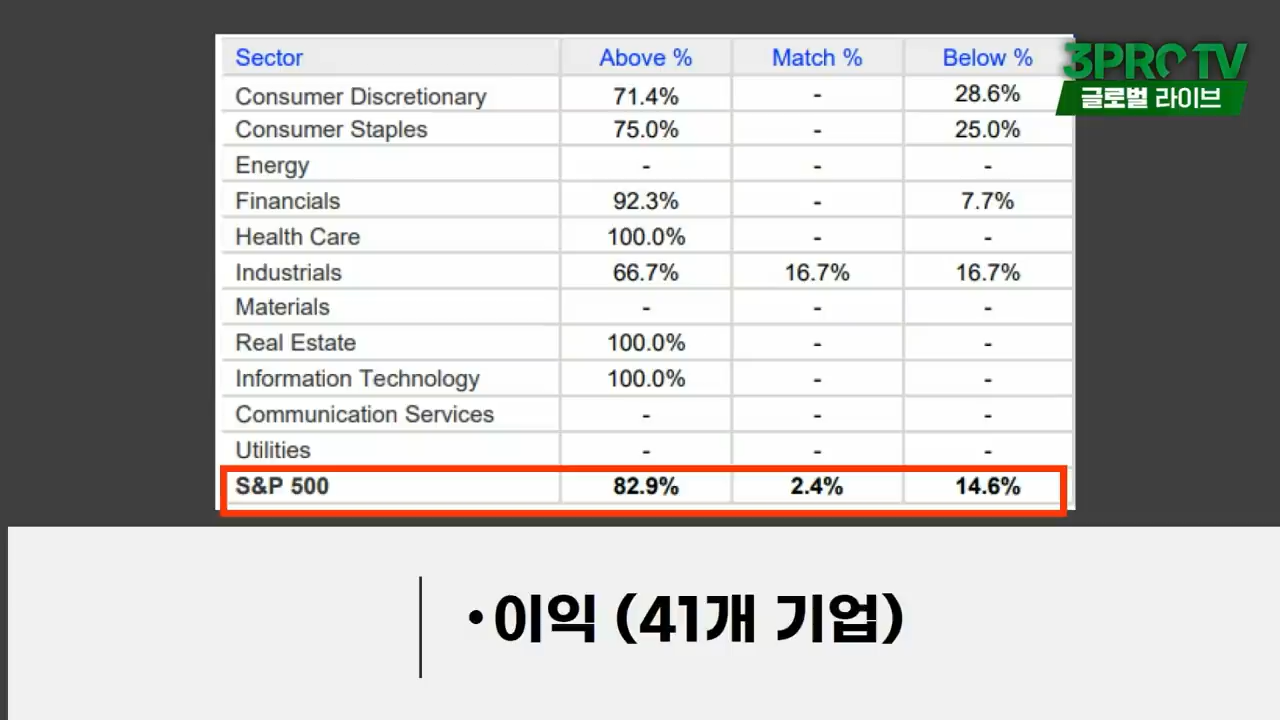 3PRO TV
글로벌 라이브
Sector Above % Match % Below %
Consumer Discretionary 71.4% - 28.6%
Consumer Staples 75.0% - 25.0%
Energy - - -
Financials 92.3% - 7.7%
Health Care 100.0% - -
Industrials 66.7% 16.7% 16.7%
Materials - - -
Real Estate 100.0% - -
Information Technology 100.0% - -
Communication Services - - -
Utilities - - -
S&P 500 82.9% 2.4% 14.6%
•이익 (41개 기업)